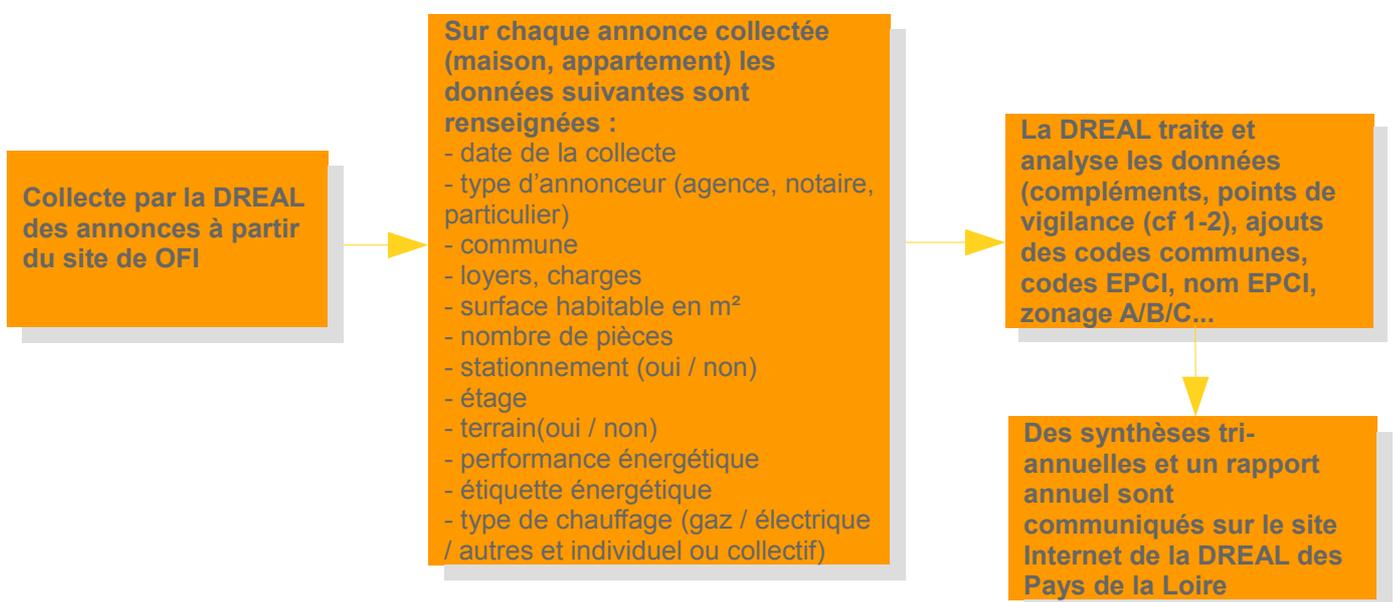 Collecte par la DREAL
des annonces à partir
du site de OFI
Sur chaque annonce collectée
(maison, appartement) les
données suivantes sont
renseignées :
- date de la collecte
- type d’annonceur (agence, notaire,
particulier)
- commune
- loyers, charges
- surface habitable en m²
- nombre de pièces
- stationnement (oui / non)
- étage
- terrain(oui / non)
- performance énergétique
- étiquette énergétique
- type de chauffage (gaz / électrique
/ autres et individuel ou collectif)
La DREAL traite et
analyse les données
(compléments, points de
vigilance (cf 1-2), ajouts
des codes communes,
codes EPCI, nom EPCI,
zonage A/B/C...
Des synthèses tri-
annuelles et un rapport
annuel sont
communiqués sur le site
Internet de la DREAL des
Pays de la Loire